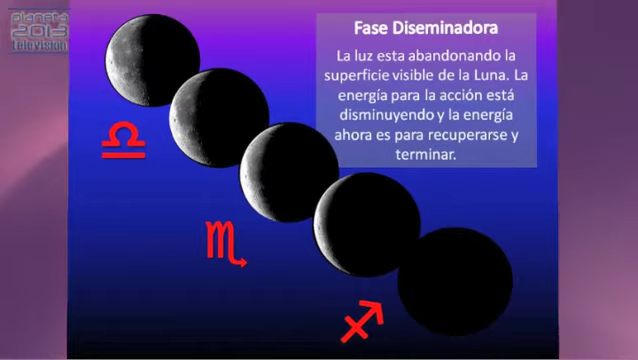 planeta
2013
Televisión
Fase Diseminadora
La luz esta abandonando la
superficie visible de la Luna. La
energía para la acción está
disminuyendo y la energía
ahora es para recuperarse y
terminar.
♎
♏
♐